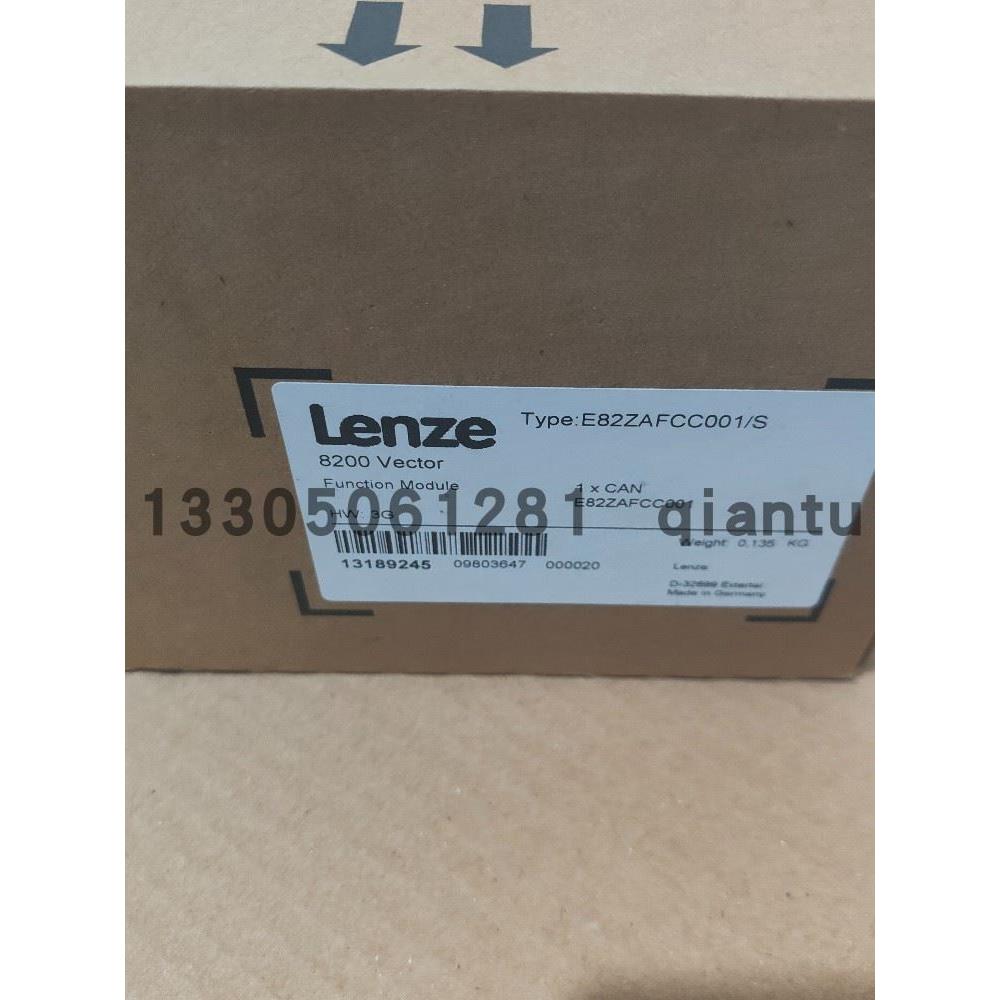 Lenze
Type:E82ZAFCC001/S
8200 Vector
Function Module
1 x CAN
E82ZAFCC001
HW: 3G
13305061281 qiantu
Weight: 0,135 KG
13189245 09803647 000020
Lenze
D-32699 Extertal
Made in Germany